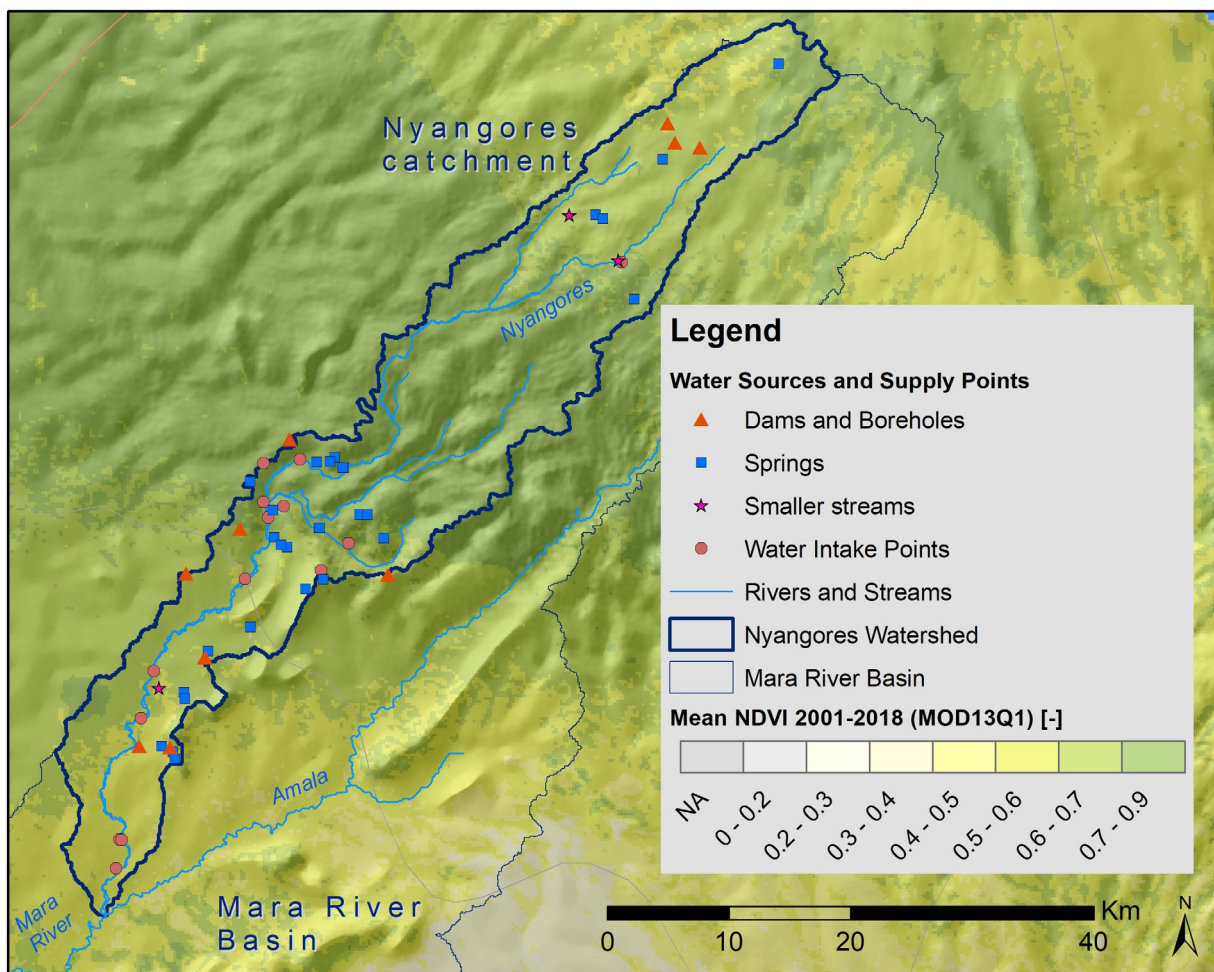 Nyangores
catchment
Nyangores
Legend
Water Sources and Supply Points
Dams and Boreholes
Springs
Smaller streams
Water Intake Points
Rivers and Streams
Nyangores Watershed
Mara River Basin
Mean NDVI 2001-2018 (MOD13Q1) [-]
NA
0 - 0.2
0.2 - 0.3
0.3 - 0.4
0.4 - 0.5
0.5 - 0.6
0.6 - 0.7
0.7 - 0.9
Amala
Mara
River
Mara River
Basin
Km
0 10 20 40
N